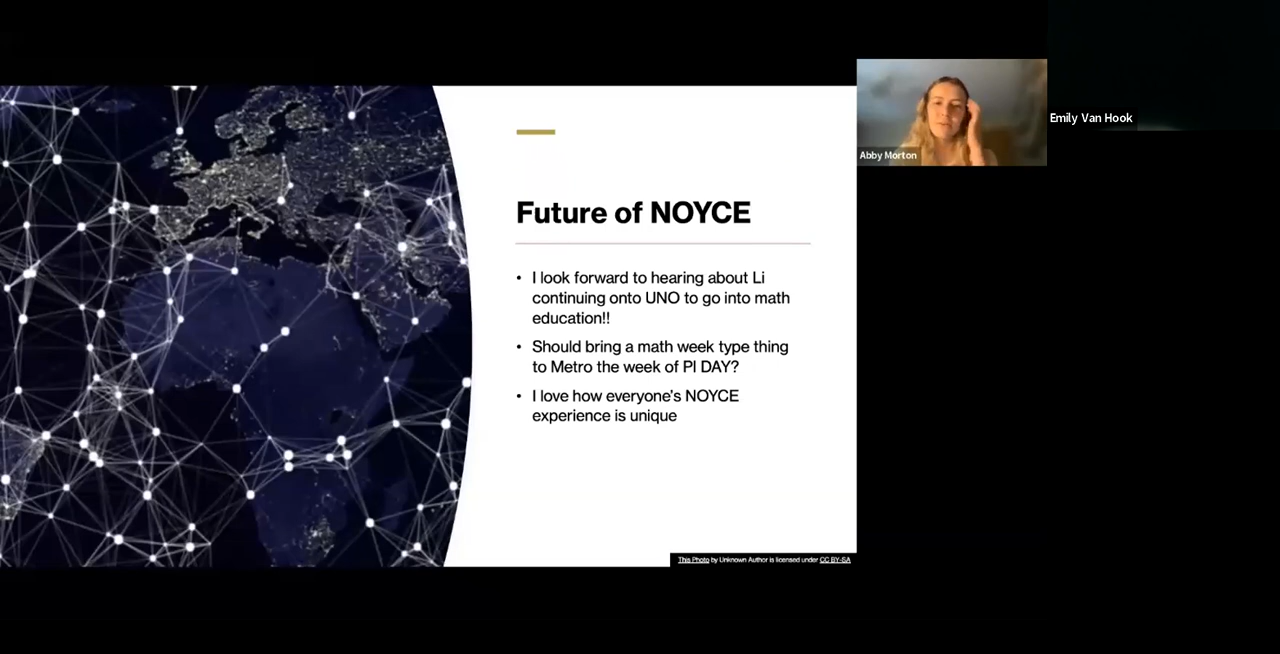 Future of NOYCE
• I look forward to hearing about Li
continuing onto UNO to go into math
education!!
• Should bring a math week type thing
to Metro the week of PI DAY?
• I love how everyone's NOYCE
experience is unique
This Photo by Unknown Author is licensed under CC BY-SA
Abby Morton
Emily Van Hook